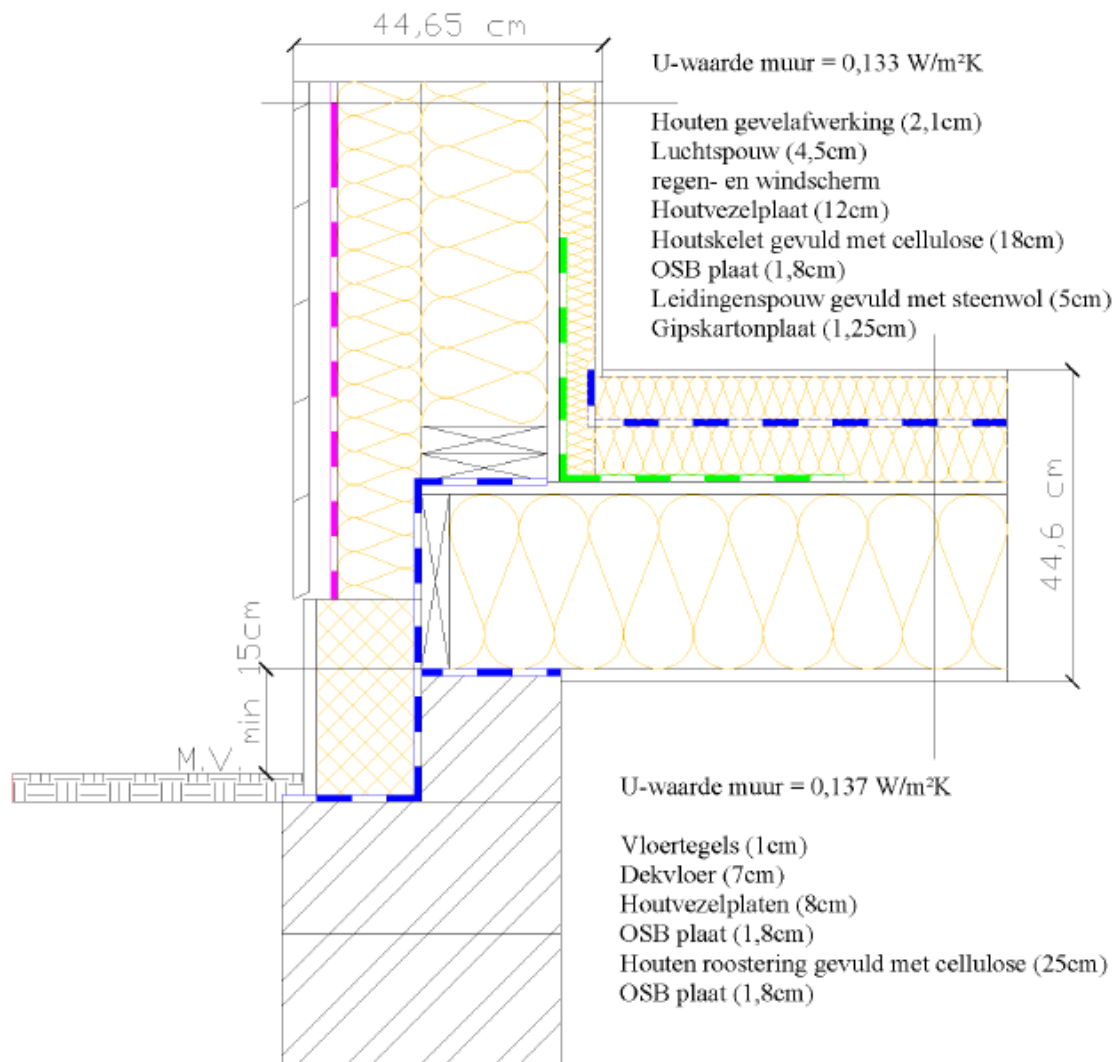 44,65 cm
U-waarde muur = 0,133 W/m²K
Houten gevelafwerking (2,1cm)
Luchtspouw (4,5cm)
regen- en windscherm
Houtvezelplaat (12cm)
Houtskelet gevuld met cellulose (18cm)
OSB plaat (1,8cm)
Leidingenspouw gevuld met steenwol (5cm)
Gipskartonplaat (1,25cm)
44,6 cm
min 15cm
M.V.
U-waarde muur = 0,137 W/m²K
Vloertegels (1cm)
Dekvloer (7cm)
Houtvezelplaten (8cm)
OSB plaat (1,8cm)
Houten roostering gevuld met cellulose (25cm)
OSB plaat (1,8cm)